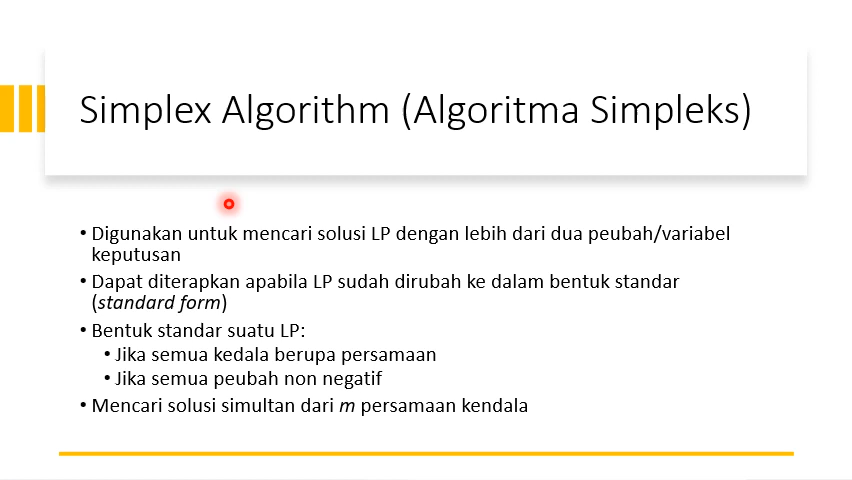 Simplex Algorithm (Algoritma Simpleks)
• Digunakan untuk mencari solusi LP dengan lebih dari dua peubah/variabel
keputusan
• Dapat diterapkan apabila LP sudah dirubah ke dalam bentuk standar
(standard form)
• Bentuk standar suatu LP:
• Jika semua kedala berupa persamaan
• Jika semua peubah non negatif
• Mencari solusi simultan dari m persamaan kendala